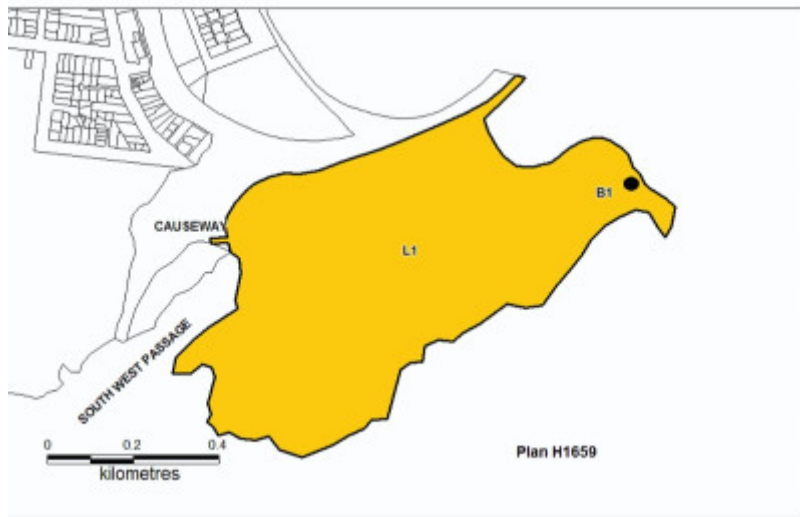 B1
CAUSEWAY
L1
SOUTH WEST PASSAGE
0 0.2 0.4
kilometres
Plan H1659